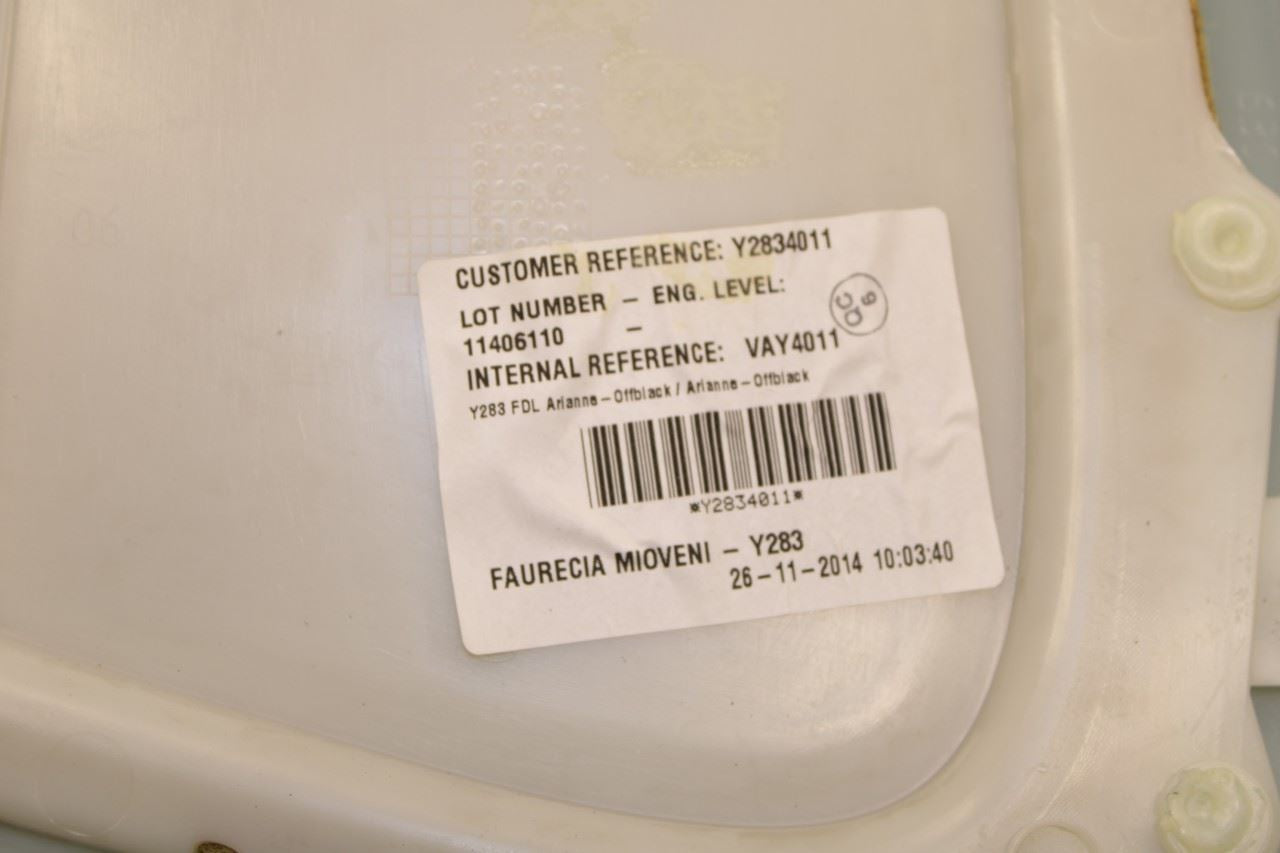 CUSTOMER REFERENCE: Y2834011
LOT NUMBER - ENG. LEVEL:
11406110 -
QC 6
INTERNAL REFERENCE: VAY4011
Y283 FDL Arianne-Offblack / Arianne-Offblack
*Y2834011*
FAURECIA MIOVENI - Y283
26-11-2014 10:03:40